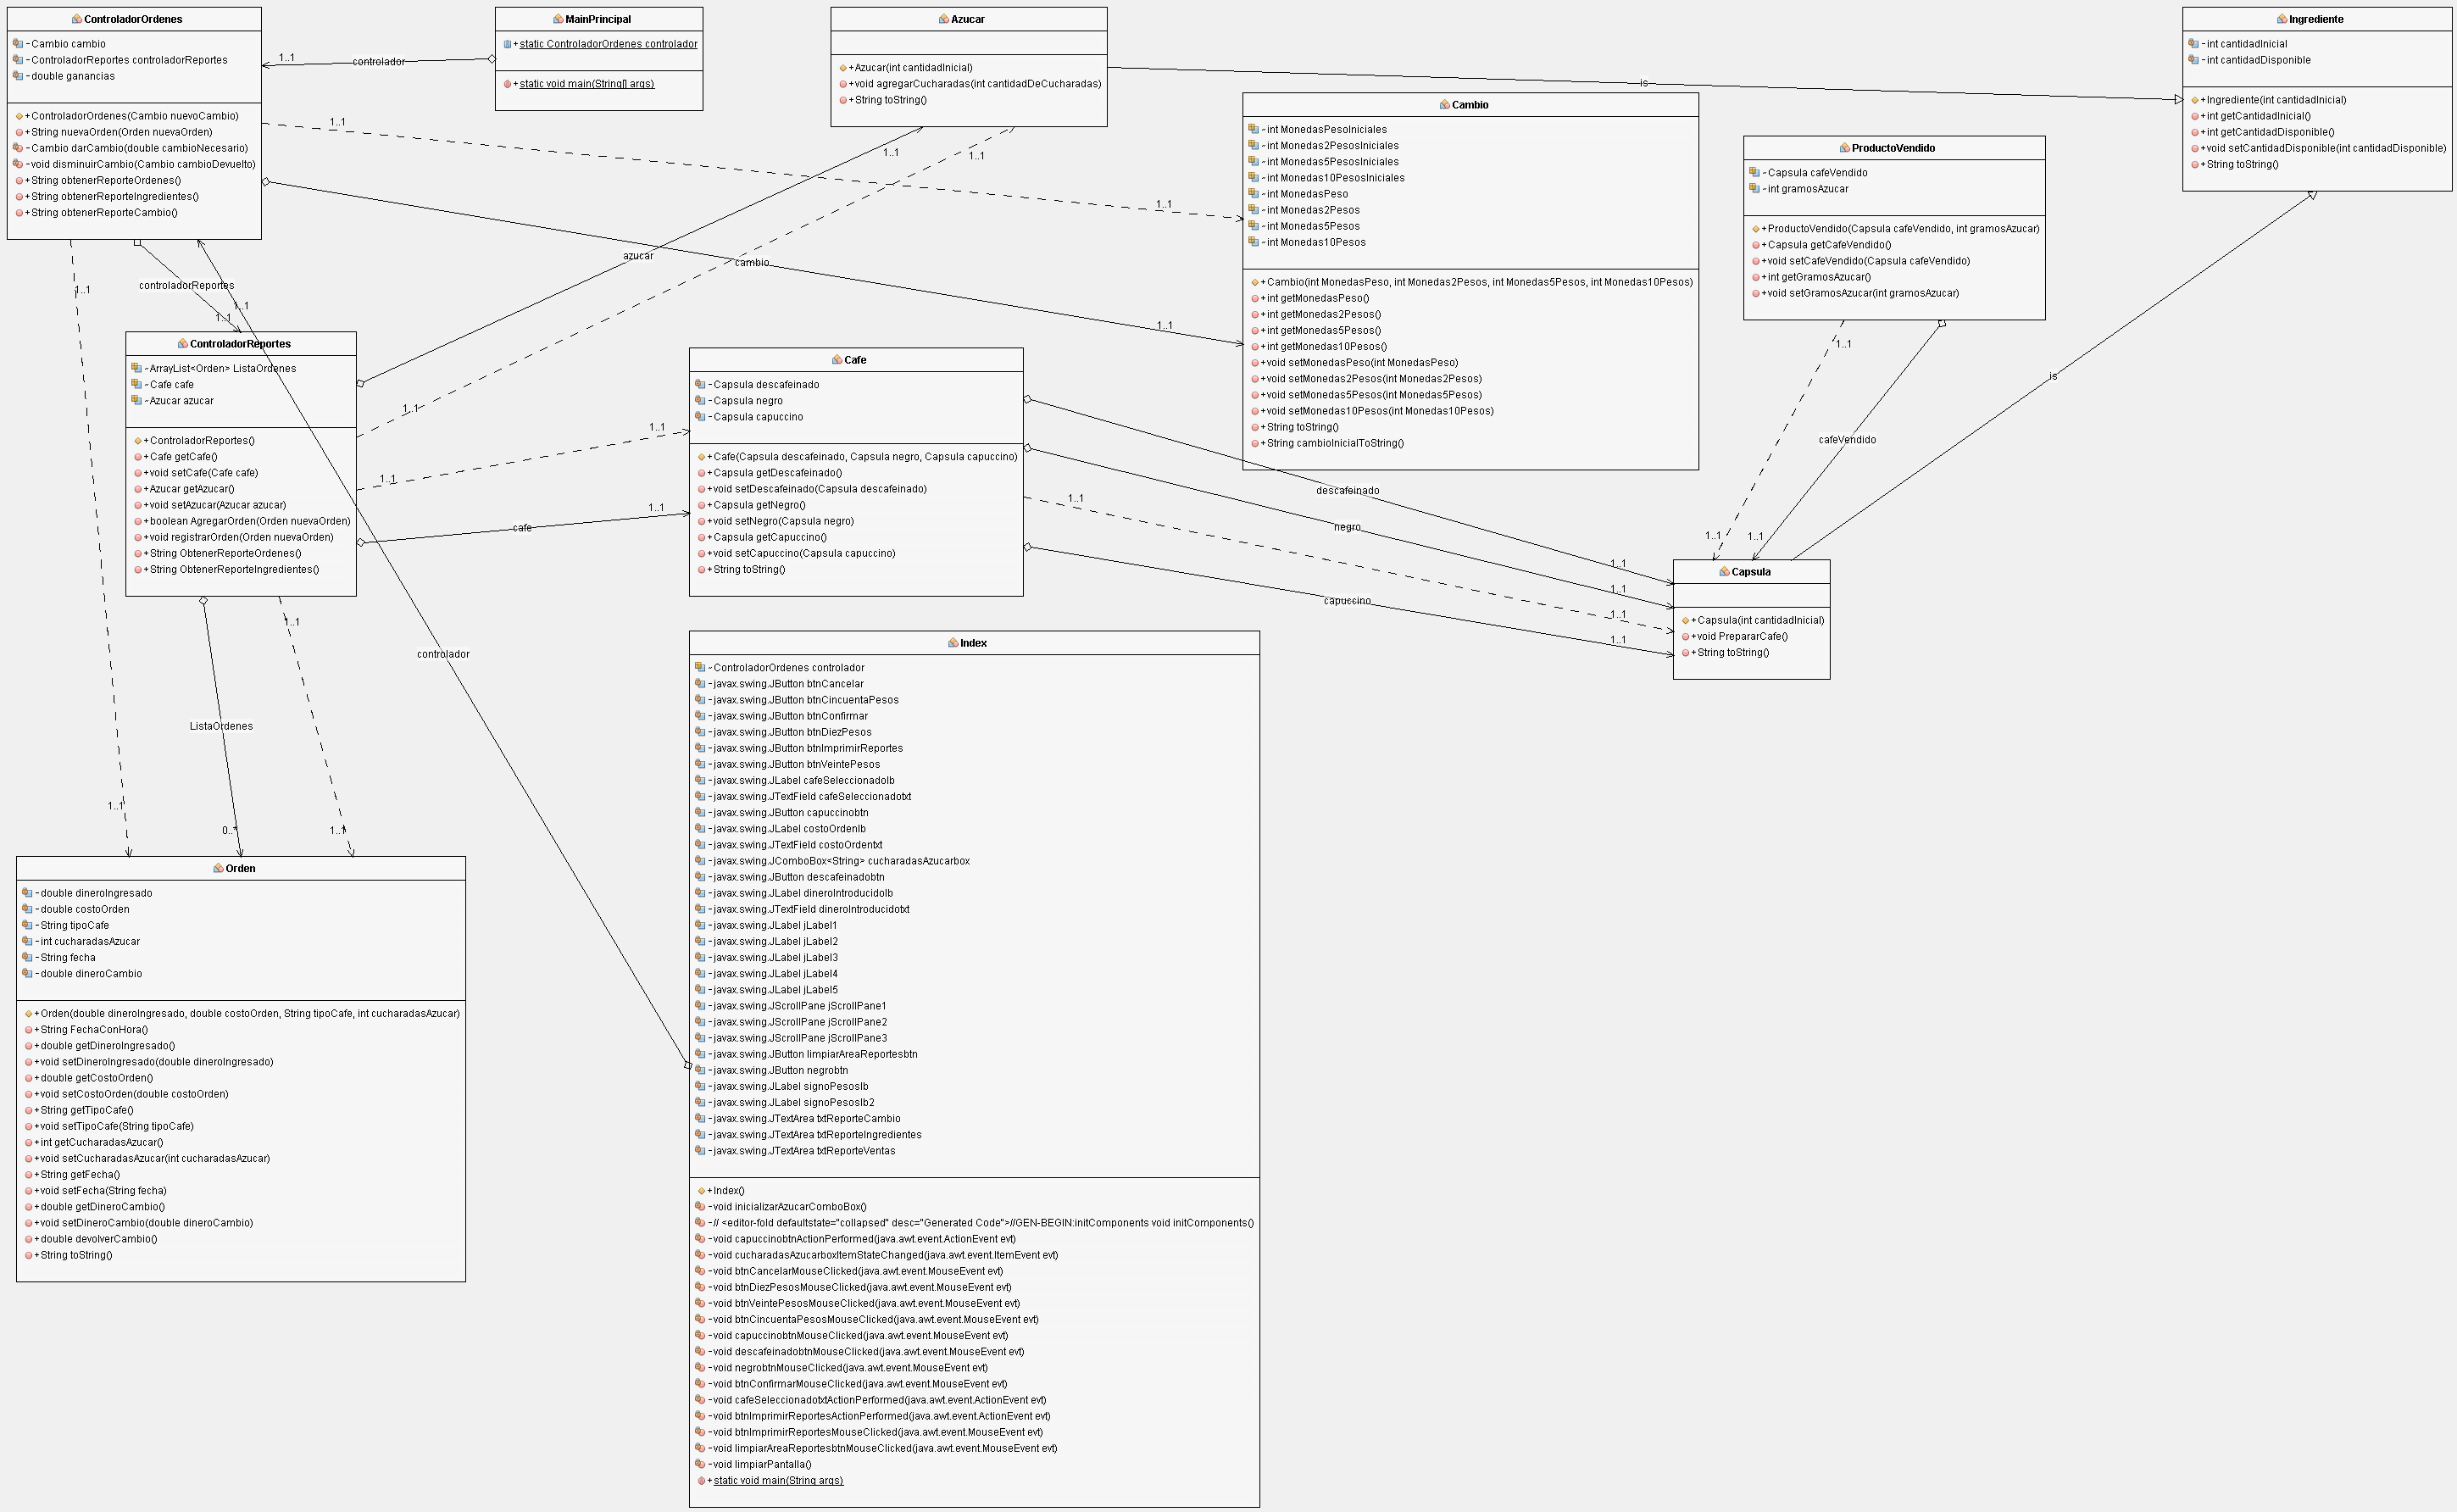 ControladorOrdenes
-Cambio cambio
-ControladorReportes controladorReportes
-double ganancias
+ControladorOrdenes(Cambio nuevoCambio)
+String nuevaOrden(Orden nuevaOrden)
-Cambio darCambio(double cambioNecesario)
-void disminuirCambio(Cambio cambioDevuelto)
+String obtenerReporteOrdenes()
+String obtenerReporteIngredientes()
+String obtenerReporteCambio()
MainPrincipal
+static ControladorOrdenes controlador
+static void main(String[] args)
1..1
controlador
Azucar
+Azucar(int cantidadInicial)
+void agregarCucharadas(int cantidadDeCucharadas)
+String toString()
is
Ingrediente
-int cantidadInicial
-int cantidadDisponible
+Ingrediente(int cantidadInicial)
+int getCantidadInicial()
+int getCantidadDisponible()
+void setCantidadDisponible(int cantidadDisponible)
+String toString()
Cambio
~int MonedasPesoIniciales
~int Monedas2PesosIniciales
~int Monedas5PesosIniciales
~int Monedas10PesosIniciales
~int MonedasPeso
~int Monedas2Pesos
~int Monedas5Pesos
~int Monedas10Pesos
+Cambio(int MonedasPeso, int Monedas2Pesos, int Monedas5Pesos, int Monedas10Pesos)
+int getMonedasPeso()
+int getMonedas2Pesos()
+int getMonedas5Pesos()
+int getMonedas10Pesos()
+void setMonedasPeso(int MonedasPeso)
+void setMonedas2Pesos(int Monedas2Pesos)
+void setMonedas5Pesos(int Monedas5Pesos)
+void setMonedas10Pesos(int Monedas10Pesos)
+String toString()
+String cambioInicialToString()
ProductoVendido
~Capsula cafeVendido
~int gramosAzucar
+ProductoVendido(Capsula cafeVendido, int gramosAzucar)
+Capsula getCafeVendido()
+void setCafeVendido(Capsula cafeVendido)
+int getGramosAzucar()
+void setGramosAzucar(int gramosAzucar)
1..1
1..1
1..1
1..1
azucar
cambio
1..1
1..1
controladorReportes
1..1
1..1
1..1
is
cafeVendido
1..1
1..1
ControladorReportes
~ArrayList<Orden> ListaOrdenes
~Cafe cafe
~Azucar azucar
+ControladorReportes()
+Cafe getCafe()
+void setCafe(Cafe cafe)
+Azucar getAzucar()
+void setAzucar(Azucar azucar)
+boolean AgregarOrden(Orden nuevaOrden)
+void registrarOrden(Orden nuevaOrden)
+String ObtenerReporteOrdenes()
+String ObtenerReporteIngredientes()
1..1
1..1
1..1
1..1
cafe
Cafe
-Capsula descafeinado
-Capsula negro
-Capsula capuccino
+Cafe(Capsula descafeinado, Capsula negro, Capsula capuccino)
+Capsula getDescafeinado()
+void setDescafeinado(Capsula descafeinado)
+Capsula getNegro()
+void setNegro(Capsula negro)
+Capsula getCapuccino()
+void setCapuccino(Capsula capuccino)
+String toString()
descafeinado
1..1
negro
capuccino
1..1
1..1
1..1
1..1
1..1
Capsula
+Capsula(int cantidadInicial)
+void PrepararCafe()
+String toString()
1..1
controlador
ListaOrdenes
1..1
0..*
1..1
Orden
-double dineroIngresado
-double costoOrden
-String tipoCafe
-int cucharadasAzucar
-String fecha
-double dineroCambio
+Orden(double dineroIngresado, double costoOrden, String tipoCafe, int cucharadasAzucar)
+String FechaConHora()
+double getDineroIngresado()
+void setDineroIngresado(double dineroIngresado)
+double getCostoOrden()
+void setCostoOrden(double costoOrden)
+String getTipoCafe()
+void setTipoCafe(String tipoCafe)
+int getCucharadasAzucar()
+void setCucharadasAzucar(int cucharadasAzucar)
+String getFecha()
+void setFecha(String fecha)
+double getDineroCambio()
+void setDineroCambio(double dineroCambio)
+double devolverCambio()
+String toString()
Index
~ControladorOrdenes controlador
-javax.swing.JButton btnCancelar
-javax.swing.JButton btnCincuentaPesos
-javax.swing.JButton btnConfirmar
-javax.swing.JButton btnDiezPesos
-javax.swing.JButton btnImprimirReportes
-javax.swing.JButton btnVeintePesos
-javax.swing.JLabel cafeSeleccionadolb
-javax.swing.JTextField cafeSeleccionadotxt
-javax.swing.JButton capuccinobtn
-javax.swing.JLabel costoOrdenlb
-javax.swing.JTextField costoOrdentxt
-javax.swing.JComboBox<String> cucharadasAzucarbox
-javax.swing.JButton descafeinadobtn
-javax.swing.JLabel dineroIntroducidolb
-javax.swing.JTextField dineroIntroducidotxt
-javax.swing.JLabel jLabel1
-javax.swing.JLabel jLabel2
-javax.swing.JLabel jLabel3
-javax.swing.JLabel jLabel4
-javax.swing.JLabel jLabel5
-javax.swing.JScrollPane jScrollPane1
-javax.swing.JScrollPane jScrollPane2
-javax.swing.JScrollPane jScrollPane3
-javax.swing.JButton limpiarAreaReportesbtn
-javax.swing.JButton negrobtn
-javax.swing.JLabel signoPesoslb
-javax.swing.JLabel signoPesoslb2
-javax.swing.JTextArea txtReporteCambio
-javax.swing.JTextArea txtReporteIngredientes
-javax.swing.JTextArea txtReporteVentas
+Index()
-void inicializarAzucarComboBox()
-// <editor-fold defaultstate="collapsed" desc="Generated Code">//GEN-BEGIN:initComponents void initComponents()
-void capuccinobtnActionPerformed(java.awt.event.ActionEvent evt)
-void cucharadasAzucarboxItemStateChanged(java.awt.event.ItemEvent evt)
-void btnCancelarMouseClicked(java.awt.event.MouseEvent evt)
-void btnDiezPesosMouseClicked(java.awt.event.MouseEvent evt)
-void btnVeintePesosMouseClicked(java.awt.event.MouseEvent evt)
-void btnCincuentaPesosMouseClicked(java.awt.event.MouseEvent evt)
-void capuccinobtnMouseClicked(java.awt.event.MouseEvent evt)
-void descafeinadobtnMouseClicked(java.awt.event.MouseEvent evt)
-void negrobtnMouseClicked(java.awt.event.MouseEvent evt)
-void btnConfirmarMouseClicked(java.awt.event.MouseEvent evt)
-void cafeSeleccionadotxtActionPerformed(java.awt.event.ActionEvent evt)
-void btnImprimirReportesActionPerformed(java.awt.event.ActionEvent evt)
-void btnImprimirReportesMouseClicked(java.awt.event.MouseEvent evt)
-void limpiarAreaReportesbtnMouseClicked(java.awt.event.MouseEvent evt)
-void limpiarPantalla()
+static void main(String args)